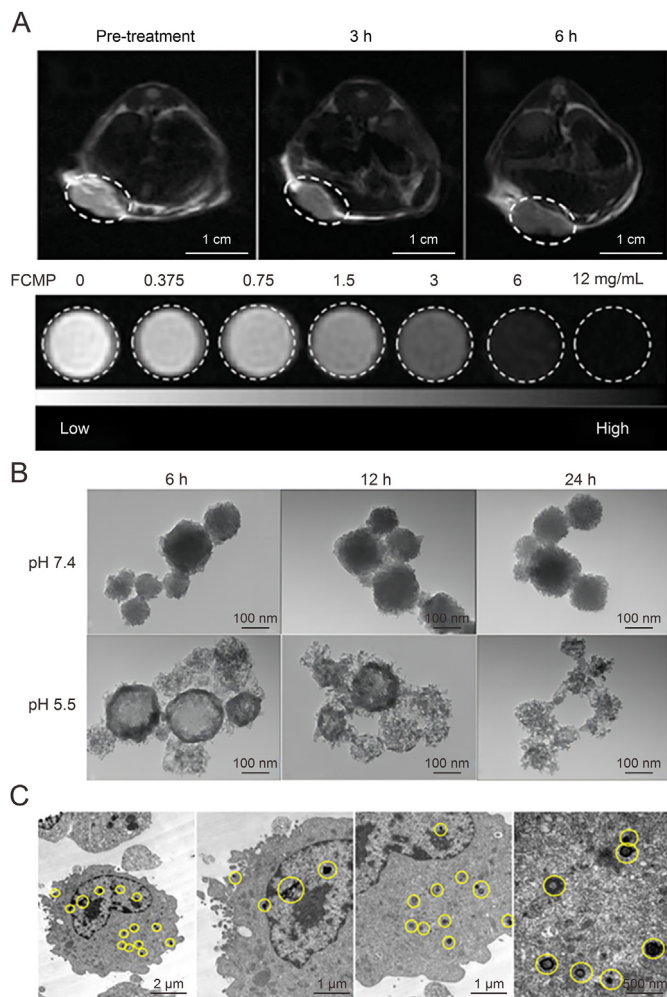 A
Pre-treatment 3 h 6 h
1 cm 1 cm 1 cm
FCMP 0 0.375 0.75 1.5 3 6 12 mg/mL
Low High
B
6 h 12 h 24 h
pH 7.4
100 nm 100 nm 100 nm
pH 5.5
100 nm 100 nm 100 nm
C
2 μm 1 μm 1 μm 500 nm